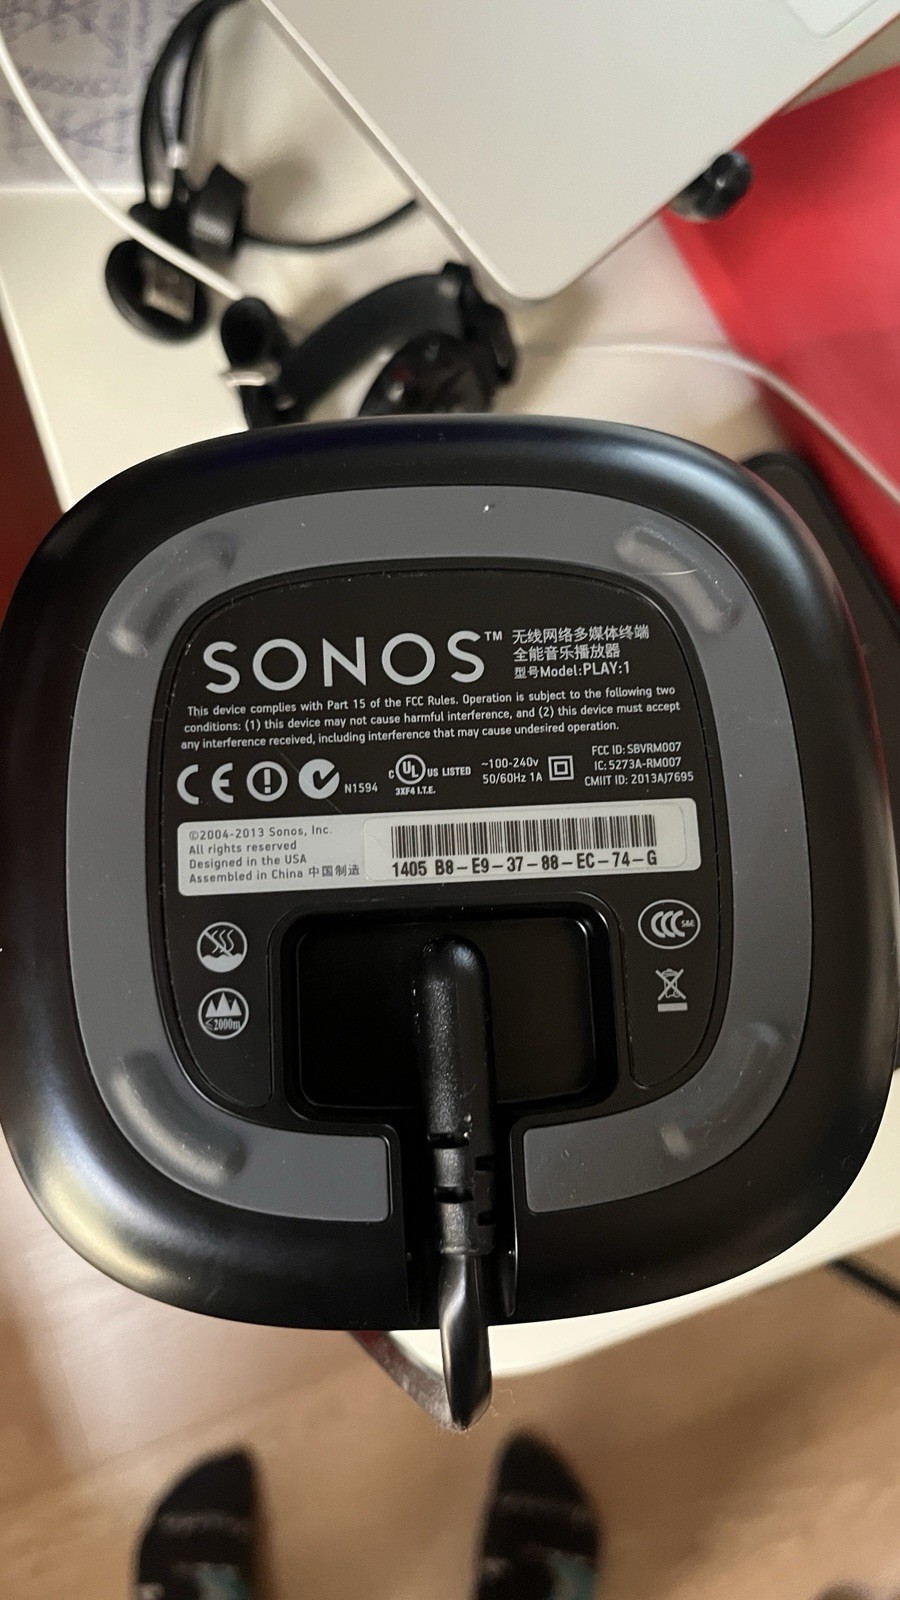 SONOS™
无线网络多媒体终端
全能音乐播放器
型号Model:PLAY:1
This device complies with Part 15 of the FCC Rules. Operation is subject to the following two
conditions: (1) this device may not cause harmful interference, and (2) this device must accept
any interference received, including interference that may cause undesired operation.
CE
N1594
c UL US LISTED
3XF4 I.T.E.
~100-240v
50/60Hz 1A
FCC ID: SBVRM007
IC: 5273A-RM007
CMIIT ID: 2013AJ7695
©2004-2013 Sonos, Inc.
All rights reserved
Designed in the USA
Assembled in China 中国制造
1405 B8-E9-37-88-EC-74-G
CCC S&E
≤2000m